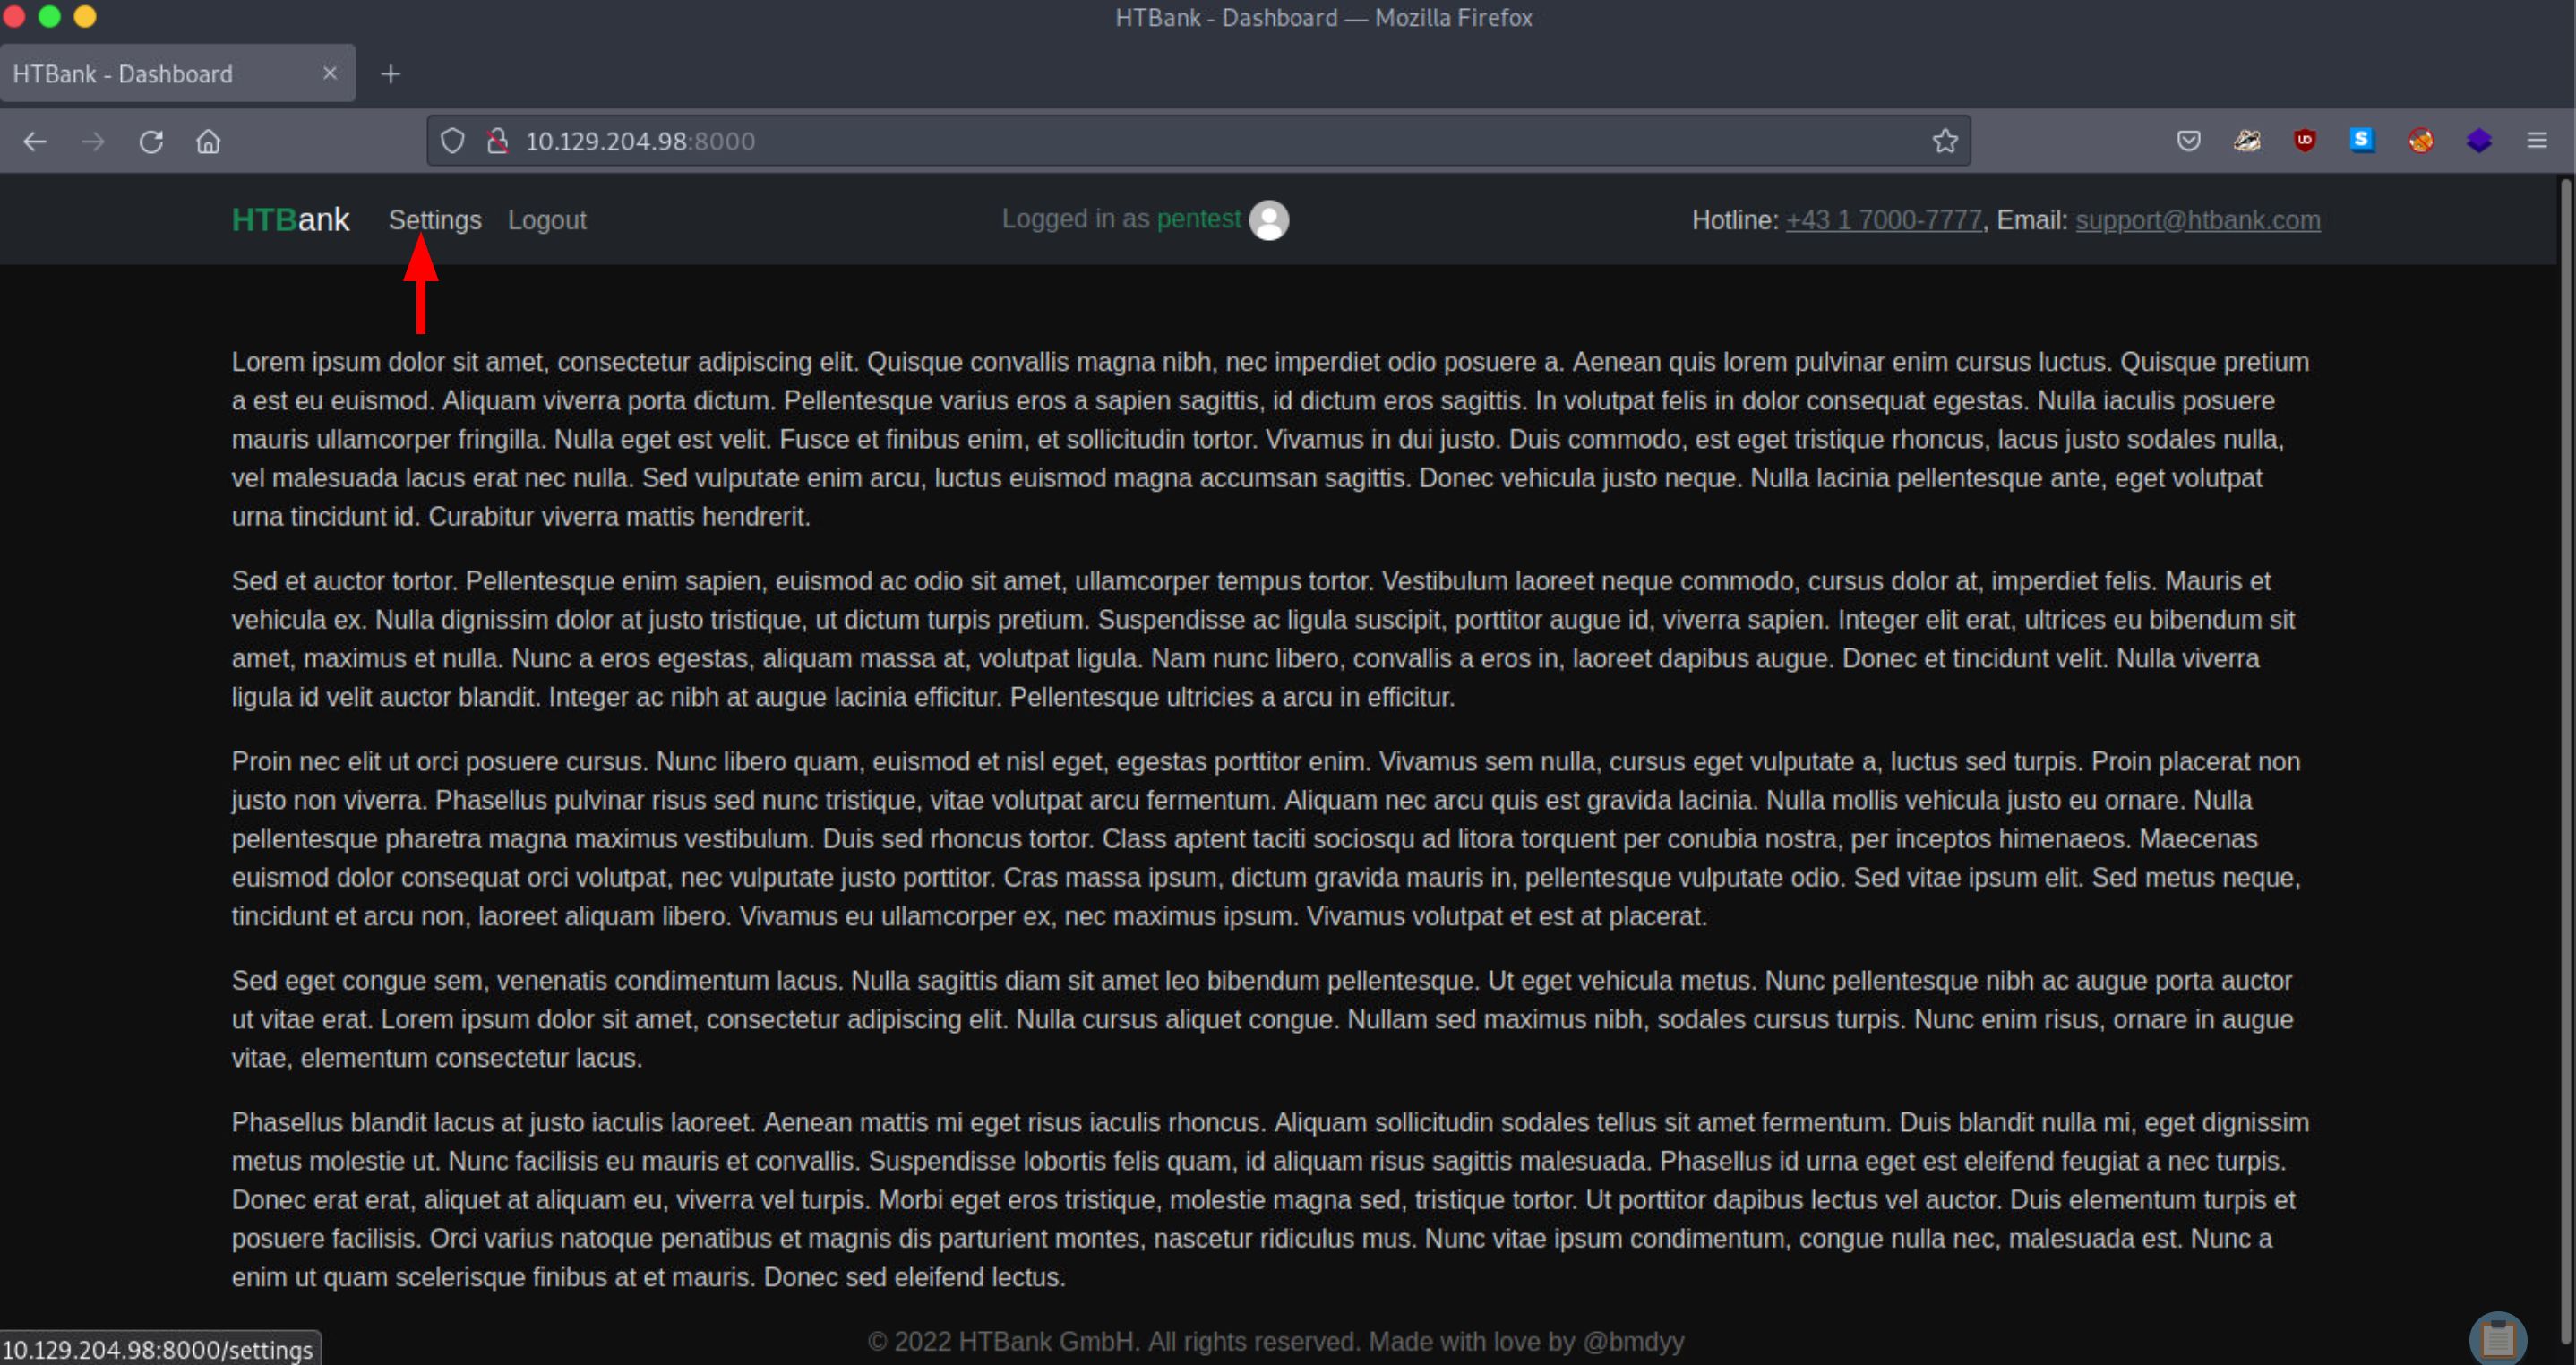 HTBank - Dashboard — Mozilla Firefox
HTBank - Dashboard
10.129.204.98:8000
HTBank Settings Logout Logged in as pentest Hotline: +43 1 7000-7777, Email: support@htbank.com
Lorem ipsum dolor sit amet, consectetur adipiscing elit. Quisque convallis magna nibh, nec imperdiet odio posuere a. Aenean quis lorem pulvinar enim cursus luctus. Quisque pretium
a est eu euismod. Aliquam viverra porta dictum. Pellentesque varius eros a sapien sagittis, id dictum eros sagittis. In volutpat felis in dolor consequat egestas. Nulla iaculis posuere
mauris ullamcorper fringilla. Nulla eget est velit. Fusce et finibus enim, et sollicitudin tortor. Vivamus in dui justo. Duis commodo, est eget tristique rhoncus, lacus justo sodales nulla,
vel malesuada lacus erat nec nulla. Sed vulputate enim arcu, luctus euismod magna accumsan sagittis. Donec vehicula justo neque. Nulla lacinia pellentesque ante, eget volutpat
urna tincidunt id. Curabitur viverra mattis hendrerit.
Sed et auctor tortor. Pellentesque enim sapien, euismod ac odio sit amet, ullamcorper tempus tortor. Vestibulum laoreet neque commodo, cursus dolor at, imperdiet felis. Mauris et
vehicula ex. Nulla dignissim dolor at justo tristique, ut dictum turpis pretium. Suspendisse ac ligula suscipit, porttitor augue id, viverra sapien. Integer elit erat, ultrices eu bibendum sit
amet, maximus et nulla. Nunc a eros egestas, aliquam massa at, volutpat ligula. Nam nunc libero, convallis a eros in, laoreet dapibus augue. Donec et tincidunt velit. Nulla viverra
ligula id velit auctor blandit. Integer ac nibh at augue lacinia efficitur. Pellentesque ultricies a arcu in efficitur.
Proin nec elit ut orci posuere cursus. Nunc libero quam, euismod et nisl eget, egestas porttitor enim. Vivamus sem nulla, cursus eget vulputate a, luctus sed turpis. Proin placerat non
justo non viverra. Phasellus pulvinar risus sed nunc tristique, vitae volutpat arcu fermentum. Aliquam nec arcu quis est gravida lacinia. Nulla mollis vehicula justo eu ornare. Nulla
pellentesque pharetra magna maximus vestibulum. Duis sed rhoncus tortor. Class aptent taciti sociosqu ad litora torquent per conubia nostra, per inceptos himenaeos. Maecenas
euismod dolor consequat orci volutpat, nec vulputate justo porttitor. Cras massa ipsum, dictum gravida mauris in, pellentesque vulputate odio. Sed vitae ipsum elit. Sed metus neque,
tincidunt et arcu non, laoreet aliquam libero. Vivamus eu ullamcorper ex, nec maximus ipsum. Vivamus volutpat et est at placerat.
Sed eget congue sem, venenatis condimentum lacus. Nulla sagittis diam sit amet leo bibendum pellentesque. Ut eget vehicula metus. Nunc pellentesque nibh ac augue porta auctor
ut vitae erat. Lorem ipsum dolor sit amet, consectetur adipiscing elit. Nulla cursus aliquet congue. Nullam sed maximus nibh, sodales cursus turpis. Nunc enim risus, ornare in augue
vitae, elementum consectetur lacus.
Phasellus blandit lacus at justo iaculis laoreet. Aenean mattis mi eget risus iaculis rhoncus. Aliquam sollicitudin sodales tellus sit amet fermentum. Duis blandit nulla mi, eget dignissim
metus molestie ut. Nunc facilisis eu mauris et convallis. Suspendisse lobortis felis quam, id aliquam risus sagittis malesuada. Phasellus id urna eget est eleifend feugiat a nec turpis.
Donec erat erat, aliquet at aliquam eu, viverra vel turpis. Morbi eget eros tristique, molestie magna sed, tristique tortor. Ut porttitor dapibus lectus vel auctor. Duis elementum turpis et
posuere facilisis. Orci varius natoque penatibus et magnis dis parturient montes, nascetur ridiculus mus. Nunc vitae ipsum condimentum, congue nulla nec, malesuada est. Nunc a
enim ut quam scelerisque finibus at et mauris. Donec sed eleifend lectus.
© 2022 HTBank GmbH. All rights reserved. Made with love by @bmdyy
10.129.204.98:8000/settings